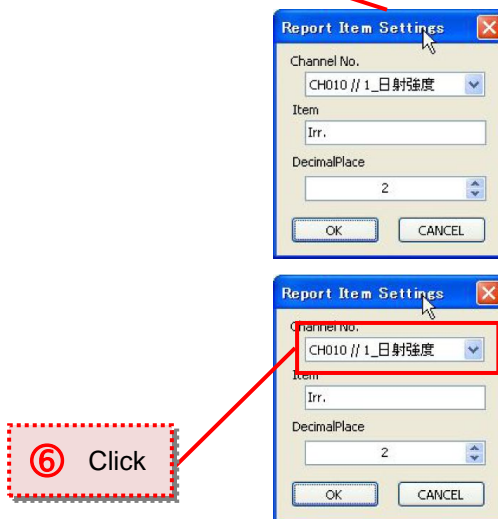 Report Item Settings
Channel No.
CH010 // 1_日射強度
Item
Irr.
DecimalPlace
2
OK CANCEL
Report Item Settings
Channel No.
CH010 // 1_日射強度
Item
Irr.
DecimalPlace
2
OK CANCEL
⑥ Click